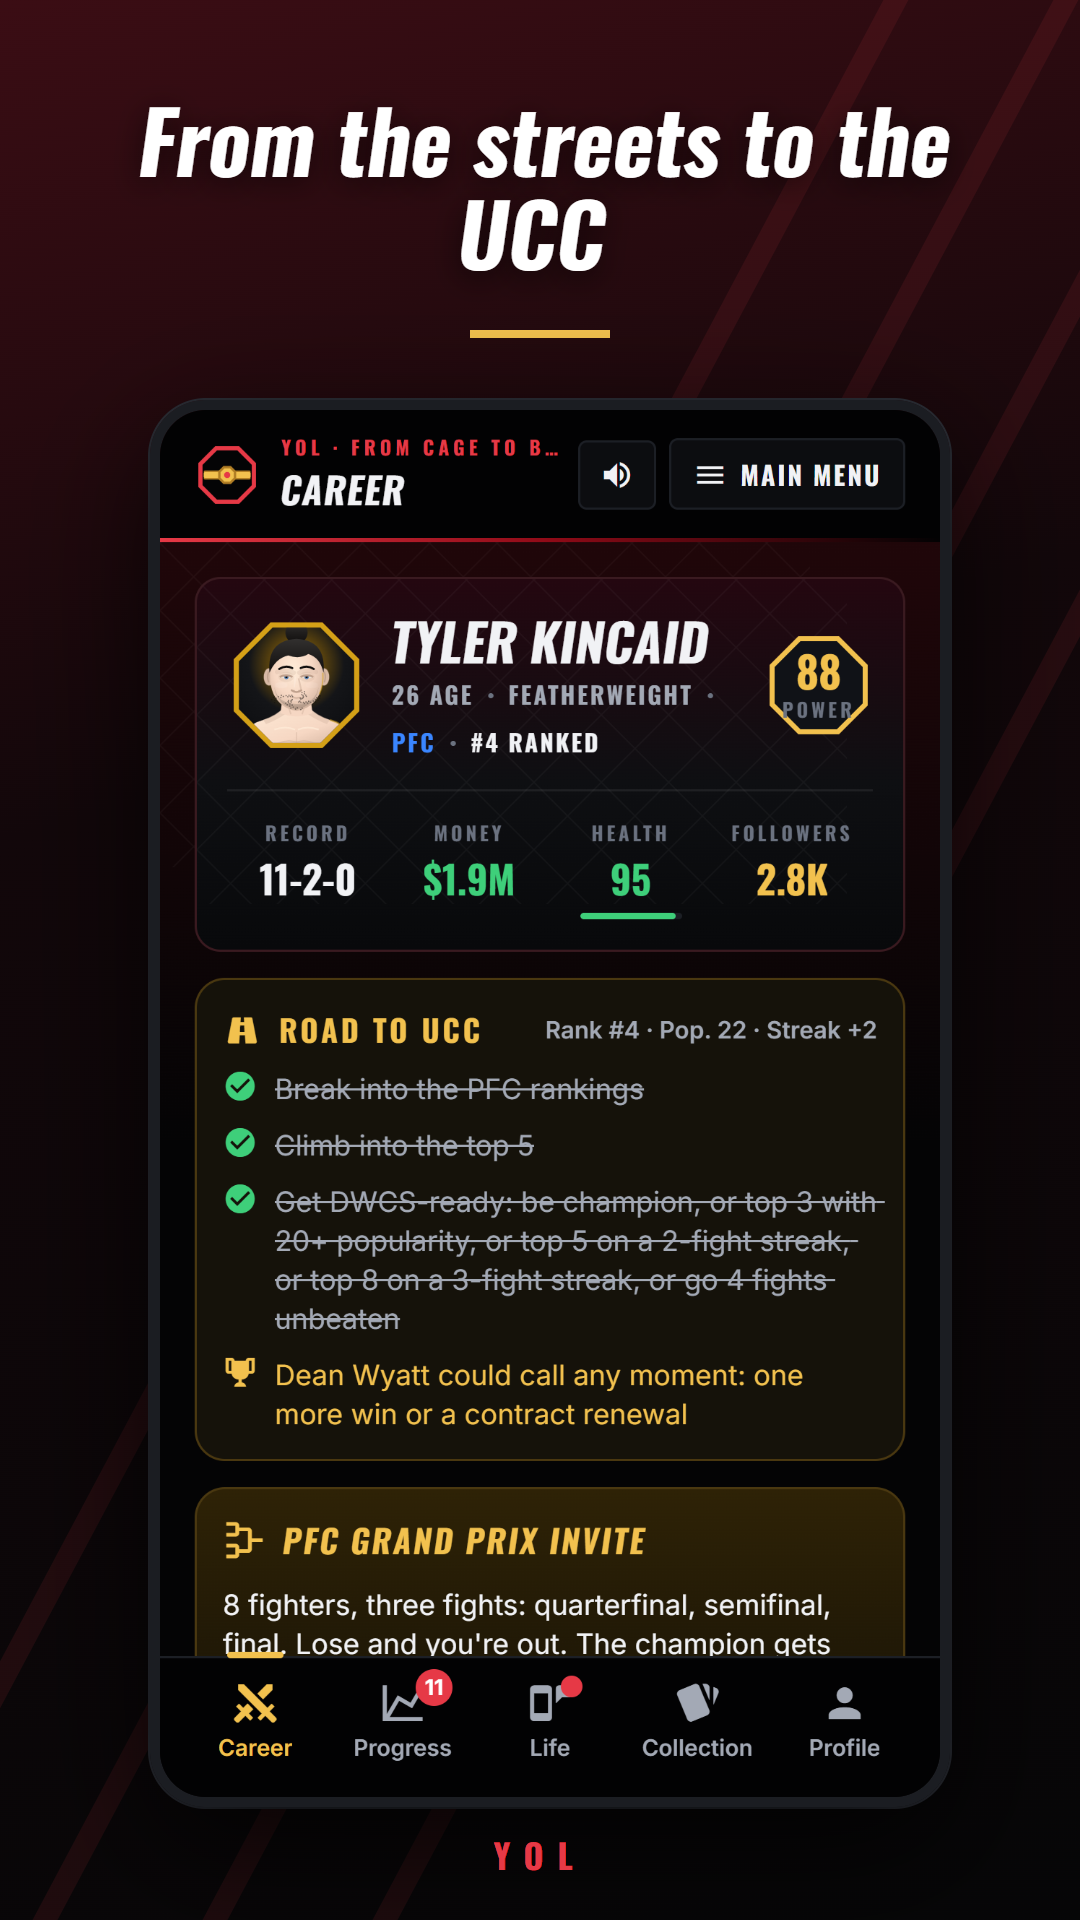 From the streets to the
UCC
YOL · FROM CAGE TO B…
CAREER
MAIN MENU
TYLER KINCAID
26 AGE · FEATHERWEIGHT ·
PFC · #4 RANKED
88
POWER
RECORD
MONEY
HEALTH
FOLLOWERS
11-2-0
$1.9M
95
2.8K
ROAD TO UCC
Rank #4 · Pop. 22 · Streak +2
Break into the PFC rankings
Climb into the top 5
Get DWCS-ready: be champion, or top 3 with
20+ popularity, or top 5 on a 2-fight streak,
or top 8 on a 3-fight streak, or go 4 fights
unbeaten
Dean Wyatt could call any moment: one
more win or a contract renewal
PFC GRAND PRIX INVITE
8 fighters, three fights: quarterfinal, semifinal,
final. Lose and you're out. The champion gets
11
Career
Progress
Life
Collection
Profile
YOL